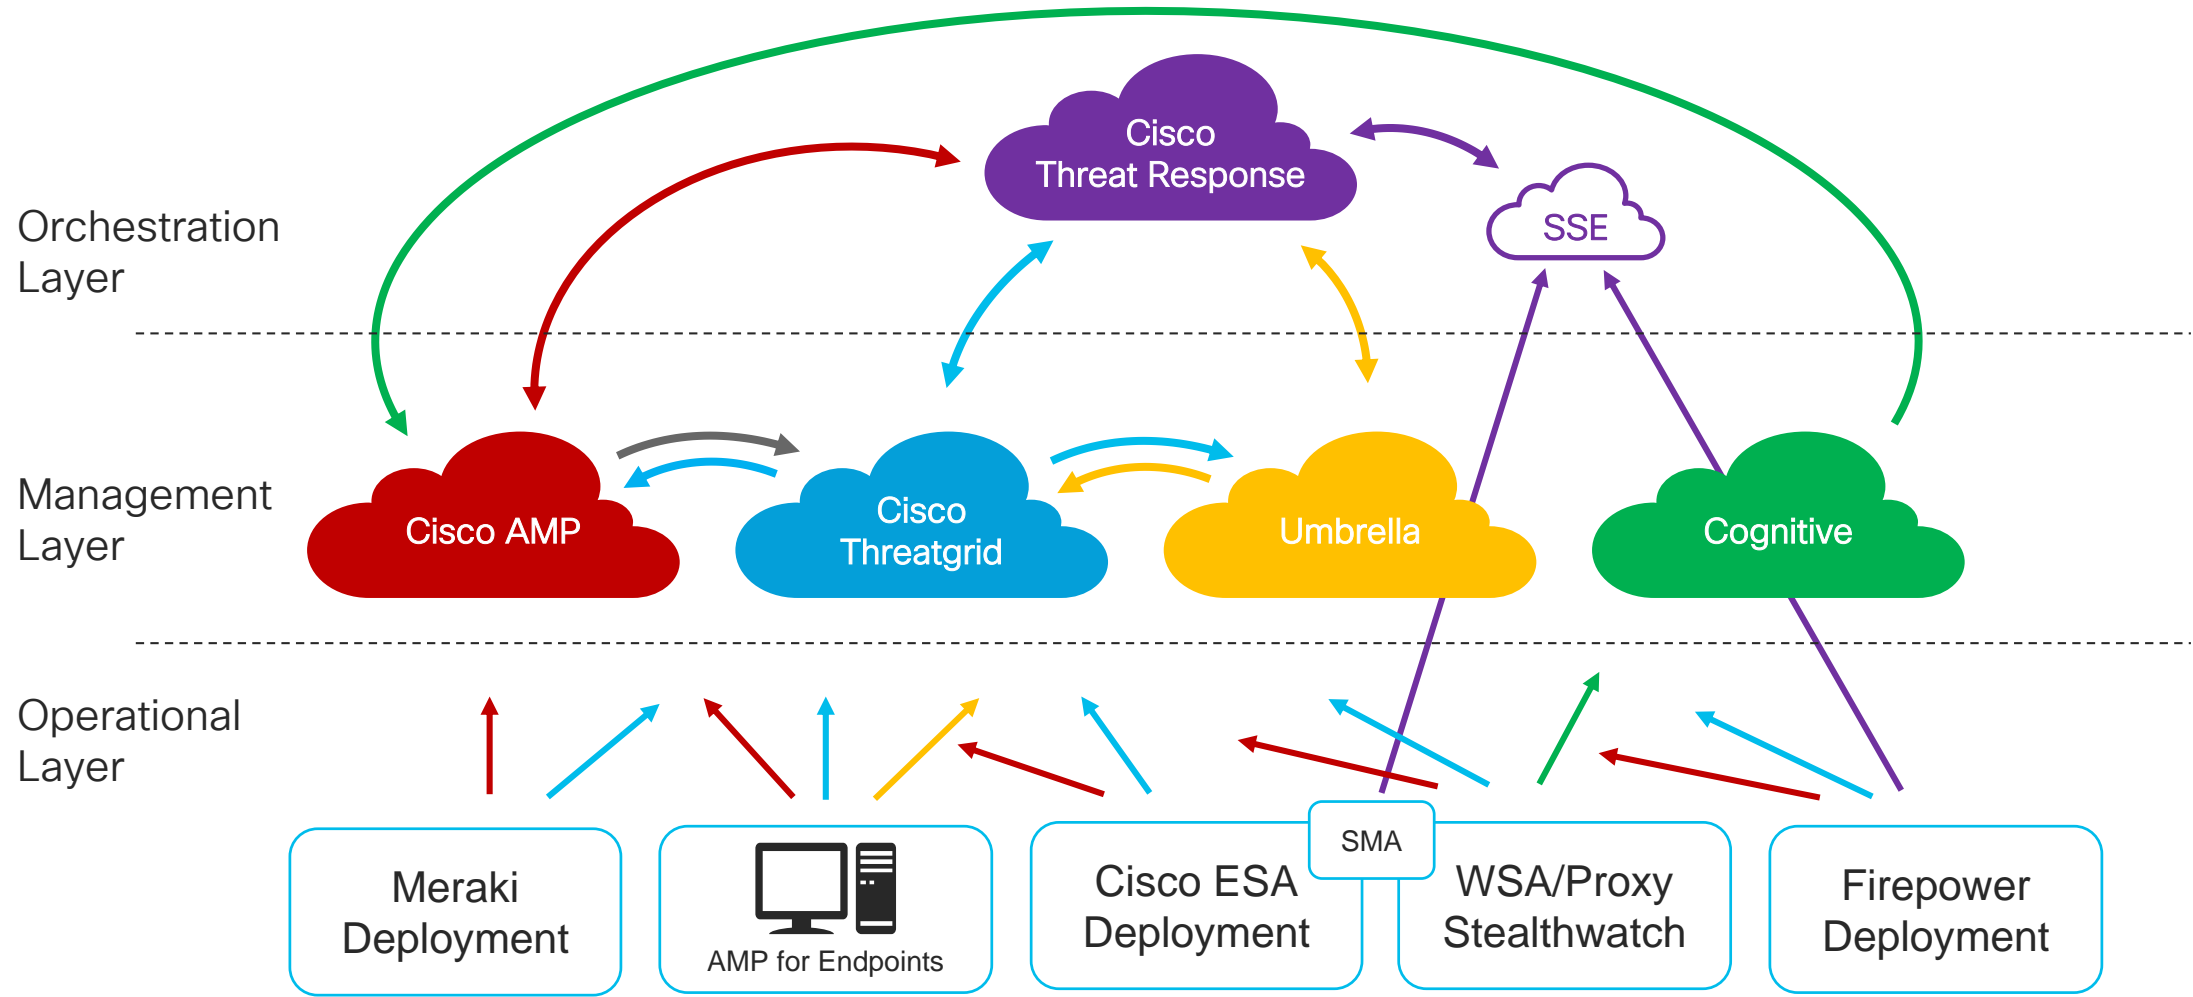 Cisco
Threat Response
SSE
Orchestration
Layer
Management
Layer
Cisco AMP
Cisco
Threatgrid
Umbrella
Cognitive
Operational
Layer
Meraki
Deployment
AMP for Endpoints
Cisco ESA
Deployment
SMA
WSA/Proxy
Stealthwatch
Firepower
Deployment